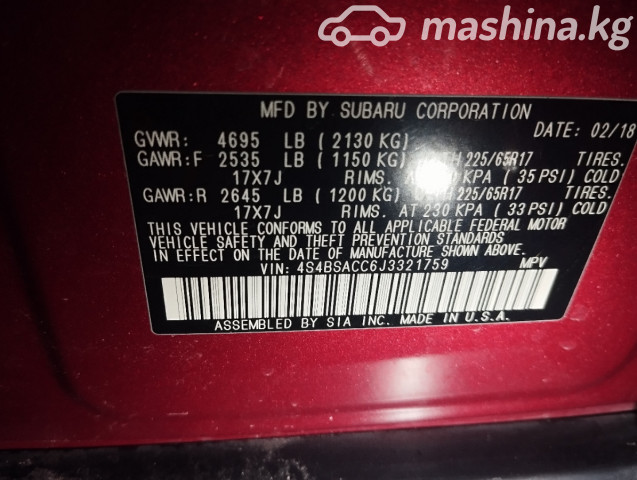 mashina.kg
MFD BY SUBARU CORPORATION
DATE: 02/18
GVWR: 4695 LB ( 2130 KG)
GAWR:F 2535 LB ( 1150 KG) 225/65R17 TIRES.
17X7J RIMS. AT KPA ( 35 PSI) COLD
GAWR:R 2645 LB ( 1200 KG) 225/65R17 TIRES.
17X7J RIMS. AT 230 KPA ( 33 PSI) COLD
THIS VEHICLE CONFORMS TO ALL APPLICABLE FEDERAL MOTOR
VEHICLE SAFETY AND THEFT PREVENTION STANDARDS
IN EFFECT ON THE DATE OF MANUFACTURE SHOWN ABOVE.
VIN: 4S4BSACC6J3321759 MPV
ASSEMBLED BY SIA INC. MADE IN U.S.A.